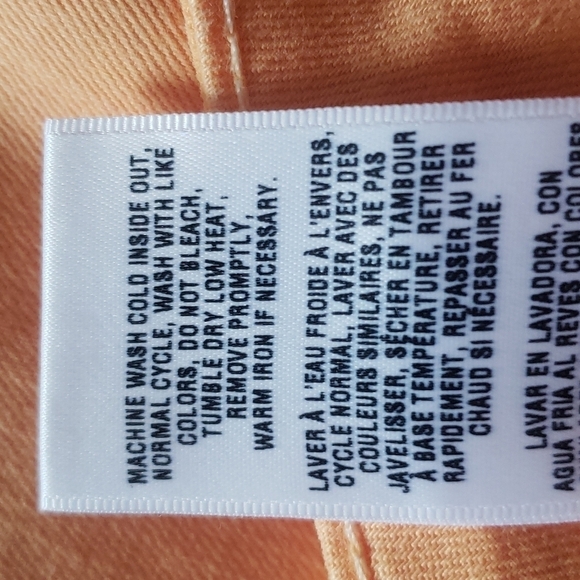 MACHINE WASH COLD INSIDE OUT,
NORMAL CYCLE, WASH WITH LIKE
COLORS, DO NOT BLEACH,
TUMBLE DRY LOW HEAT,
REMOVE PROMPTLY,
WARM IRON IF NECESSARY.
LAVER À L'EAU FROIDE À L'ENVERS,
CYCLE NORMAL, LAVER AVEC DES
COULEURS SIMILAIRES, NE PAS
JAVELISSER, SÉCHER EN TAMBOUR
À BASE TEMPÉRATURE, RETIRER
RAPIDEMENT, REPASSER AU FER
CHAUD SI NÉCESSAIRE.
LAVAR EN LAVADORA, CON
AGUA FRIA AL REVES CON COLORES